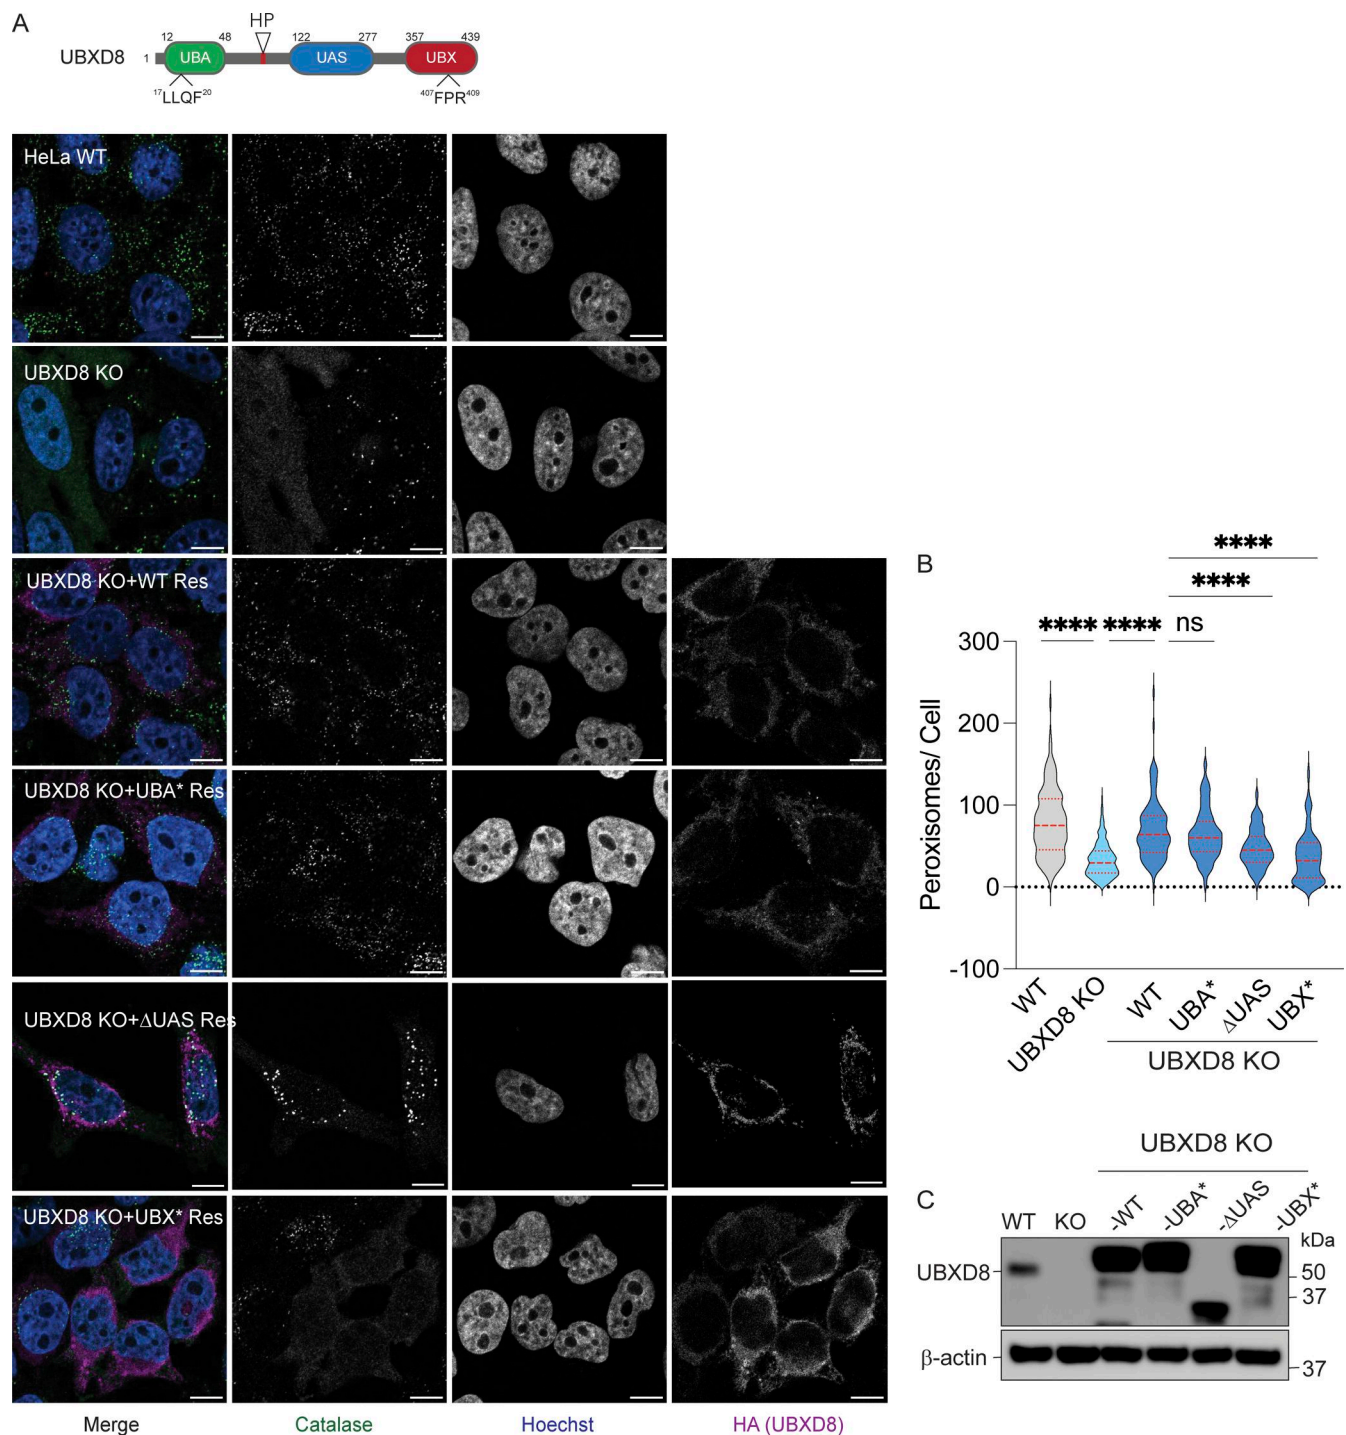 A
HP
12 48 122 277 357 439
UBXD8 1 UBA UAS UBX
17LLQF20 407FPR409
HeLa WT
UBXD8 KO
UBXD8 KO+WT Res
UBXD8 KO+UBA* Res
UBXD8 KO+ΔUAS Res
UBXD8 KO+UBX* Res
Merge Catalase Hoechst HA (UBXD8)
B
****
****
**** **** ns
Peroxisomes/ Cell
300
200
100
0
-100
WT UBXD8 KO WT UBA* ΔUAS UBX*
UBXD8 KO
C
UBXD8 KO
WT KO -WT -UBA* -ΔUAS -UBX*
kDa
UBXD8 50
37
β-actin 37